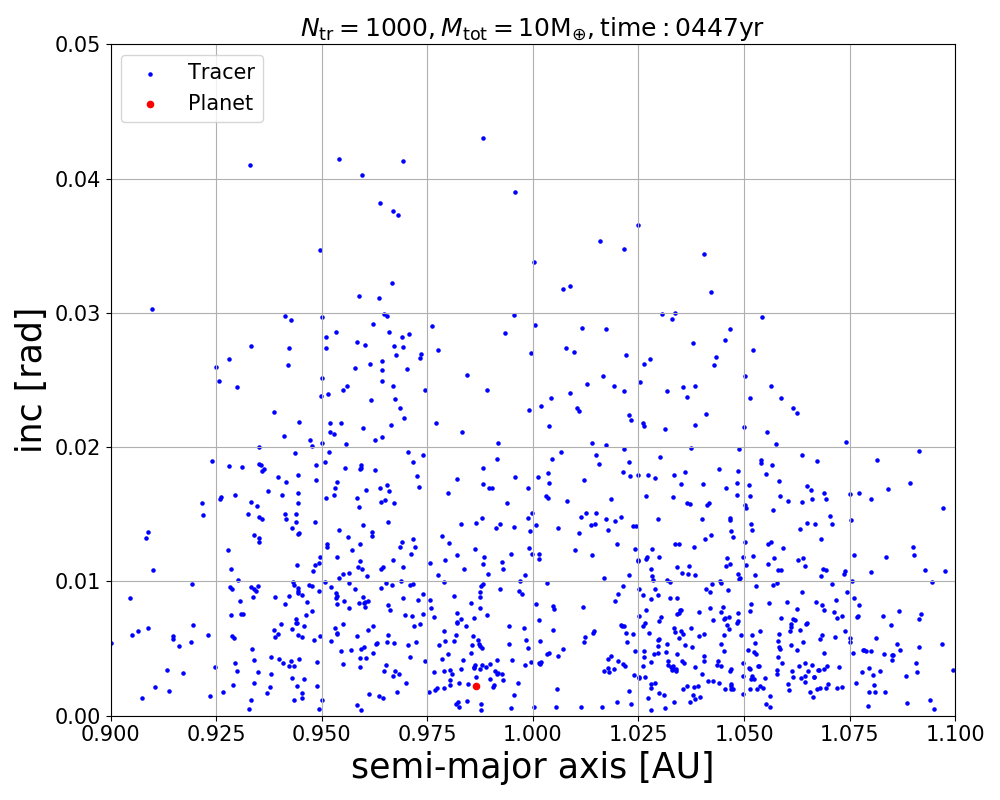 N_tr = 1000, M_tot = 10M_⊕, time : 0447yr
0.05
Tracer
Planet
0.04
0.03
inc [rad]
0.02
0.01
0.00
0.900 0.925 0.950 0.975 1.000 1.025 1.050 1.075 1.100
semi-major axis [AU]